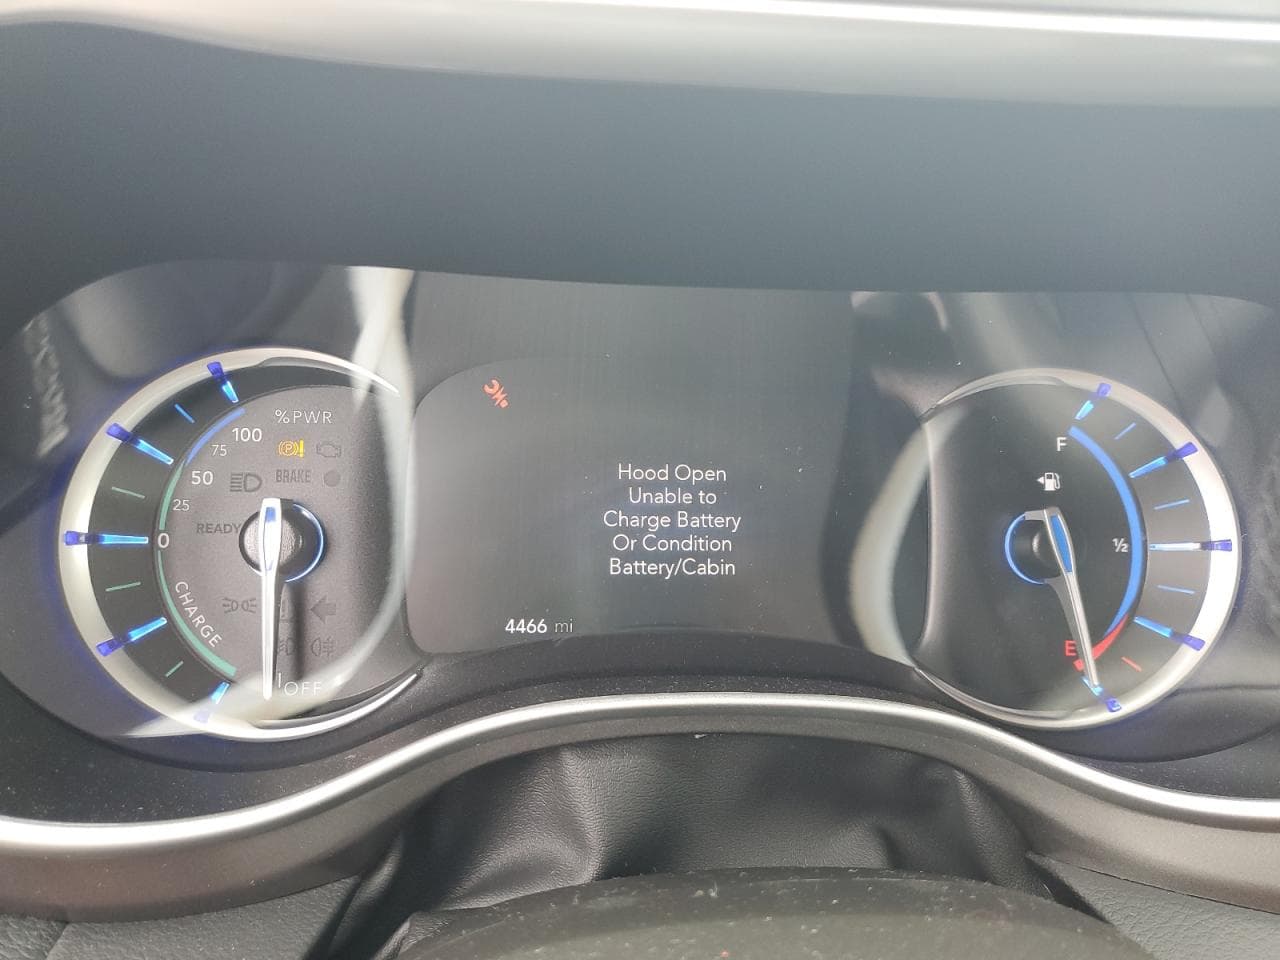 %PWR
100
75
50
25
0
BRAKE
READY
CHARGE
OFF
Hood Open
Unable to
Charge Battery
Or Condition
Battery/Cabin
4466 mi
F
½
E